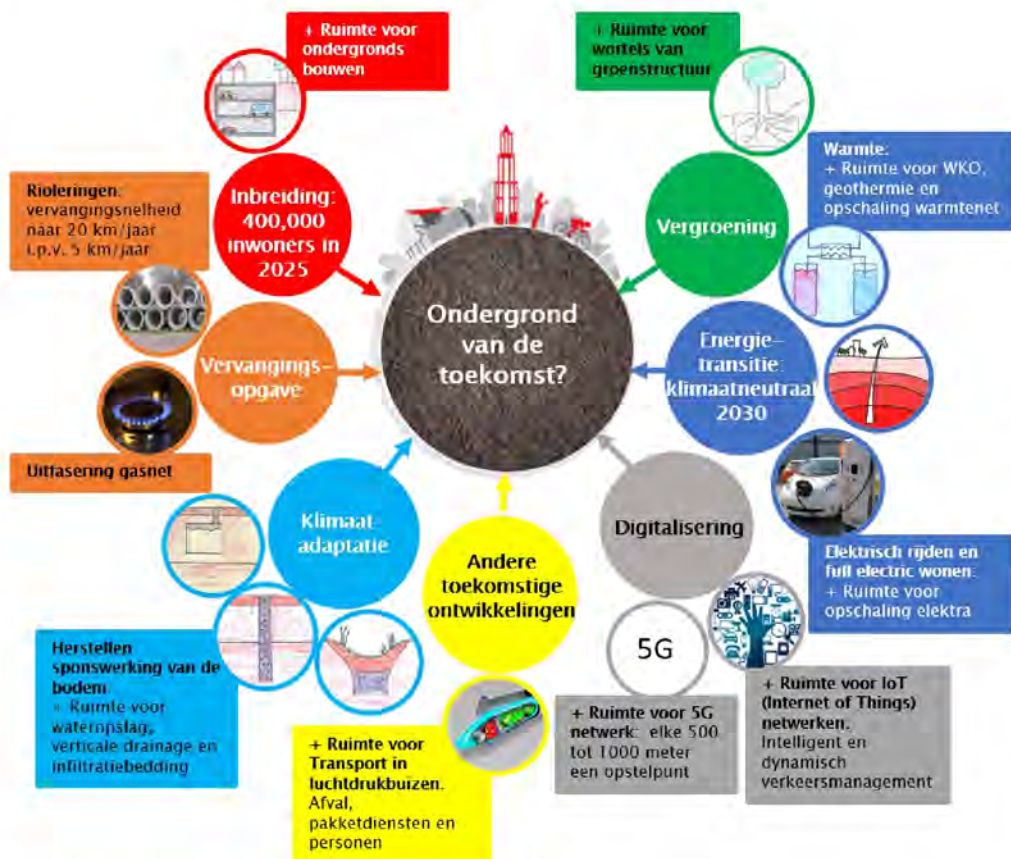 + Ruimte voor
ondergronds
bouwen
+ Ruimte voor
wortels van
groenstructuur
Warmte:
+ Ruimte voor WKO,
geothermie en
opschaling warmtenet
Rioleringen:
vervangingsnelheid
naar 20 km/jaar
i.p.v. 5 km/jaar
Inbreiding:
400,000
inwoners in
2025
Vergroening
Ondergrond
van de
toekomst?
Vervangings-
opgave
Energie-
transitie:
klimaatneutraal
2030
Uitfasering gasnet
Klimaat
adaptatie
Andere
toekomstige
ontwikkelingen
Digitalisering
Elektrisch rijden en
full electric wonen:
+ Ruimte voor
opschaling elektra
Herstellen
sponswerking van de
bodem
+ Ruimte voor
wateropslag,
verticale drainage en
infiltratiebedding
5G
+ Ruimte voor
Transport in
luchtdrukbuizen.
Afval,
pakketdiensten en
personen
+ Ruimte voor 5G
netwerk: elke 500
tot 1000 meter
een opstelpunt
+ Ruimte voor IoT
(Internet of Things)
netwerken.
Intelligent en
dynamisch
verkeersmanagement